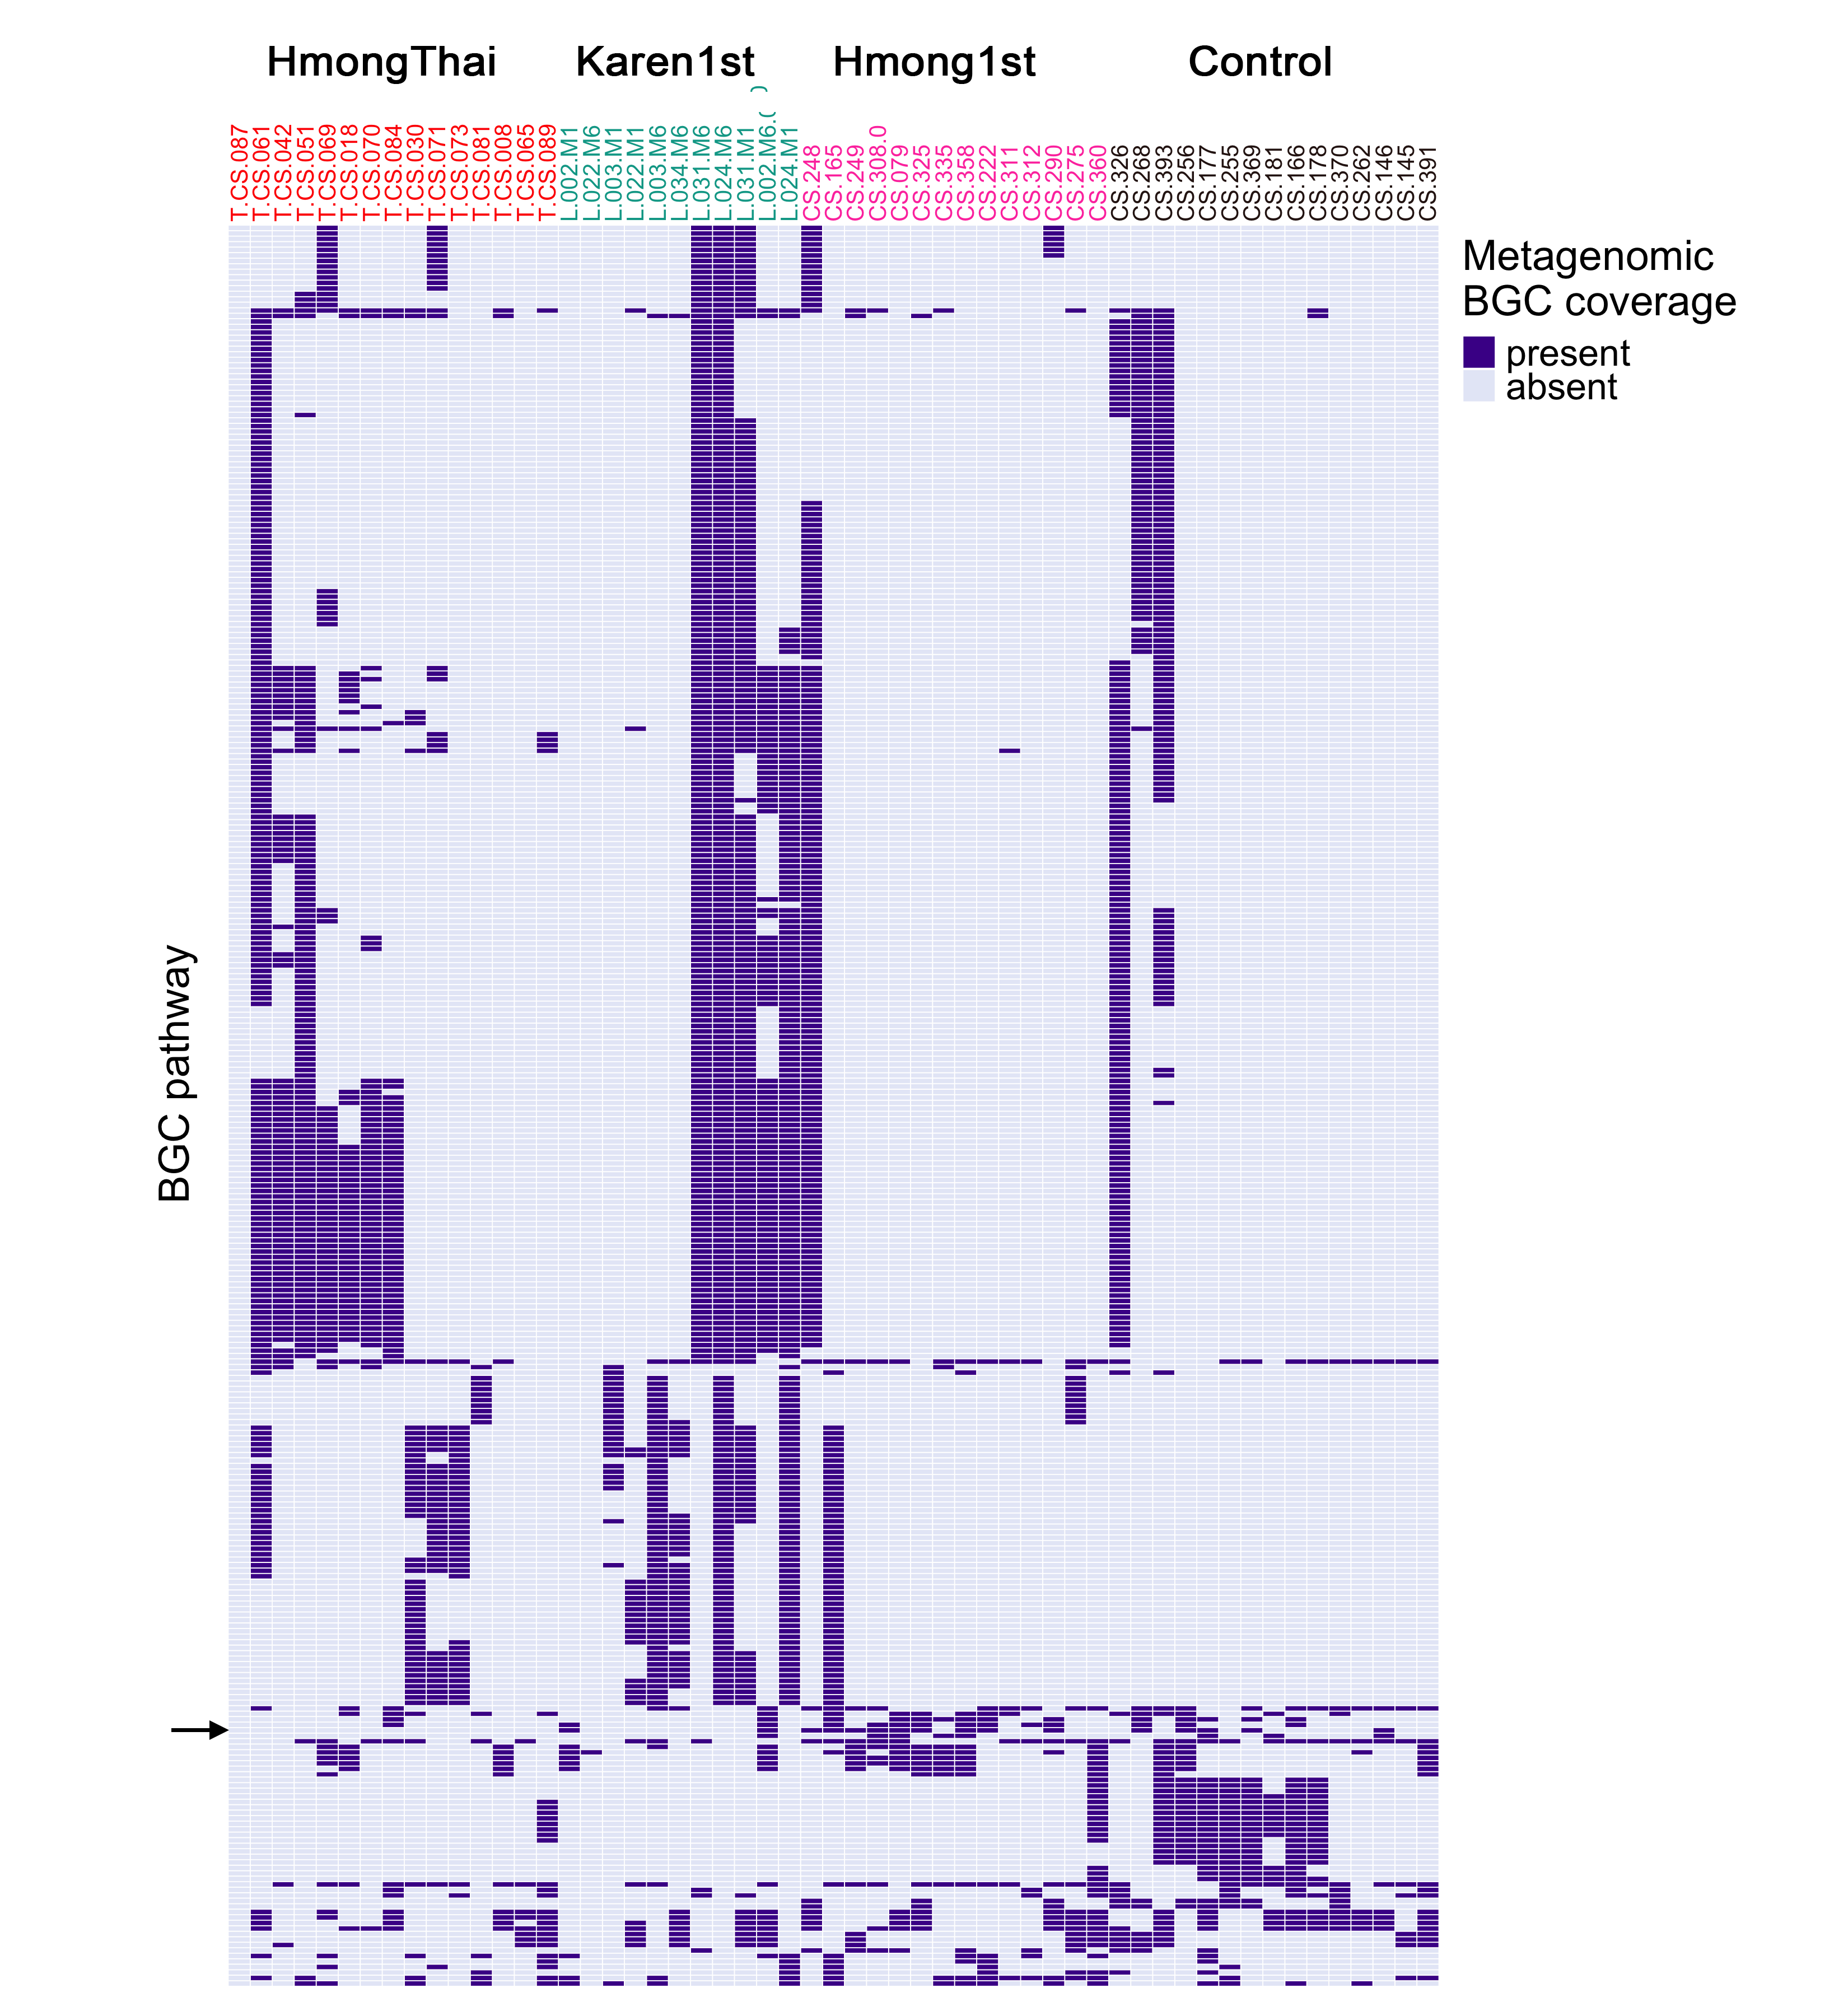 HmongThai Karen1st Hmong1st Control
T.CS.087
T.CS.061
T.CS.042
T.CS.051
T.CS.069
T.CS.018
T.CS.070
T.CS.084
T.CS.030
T.CS.071
T.CS.073
T.CS.081
T.CS.008
T.CS.065
T.CS.089
L.002.M1
L.022.M6
L.003.M1
L.022.M1
L.003.M6
L.034.M6
L.031.M6
L.024.M6
L.031.M1
L.002.M6.( )
L.024.M1
CS.248
CS.165
CS.249
CS.308.0
CS.079
CS.325
CS.335
CS.358
CS.222
CS.311
CS.312
CS.290
CS.275
CS.360
CS.326
CS.268
CS.393
CS.256
CS.177
CS.255
CS.369
CS.181
CS.166
CS.178
CS.370
CS.262
CS.146
CS.145
CS.391
Metagenomic
BGC coverage
present
absent
BGC pathway